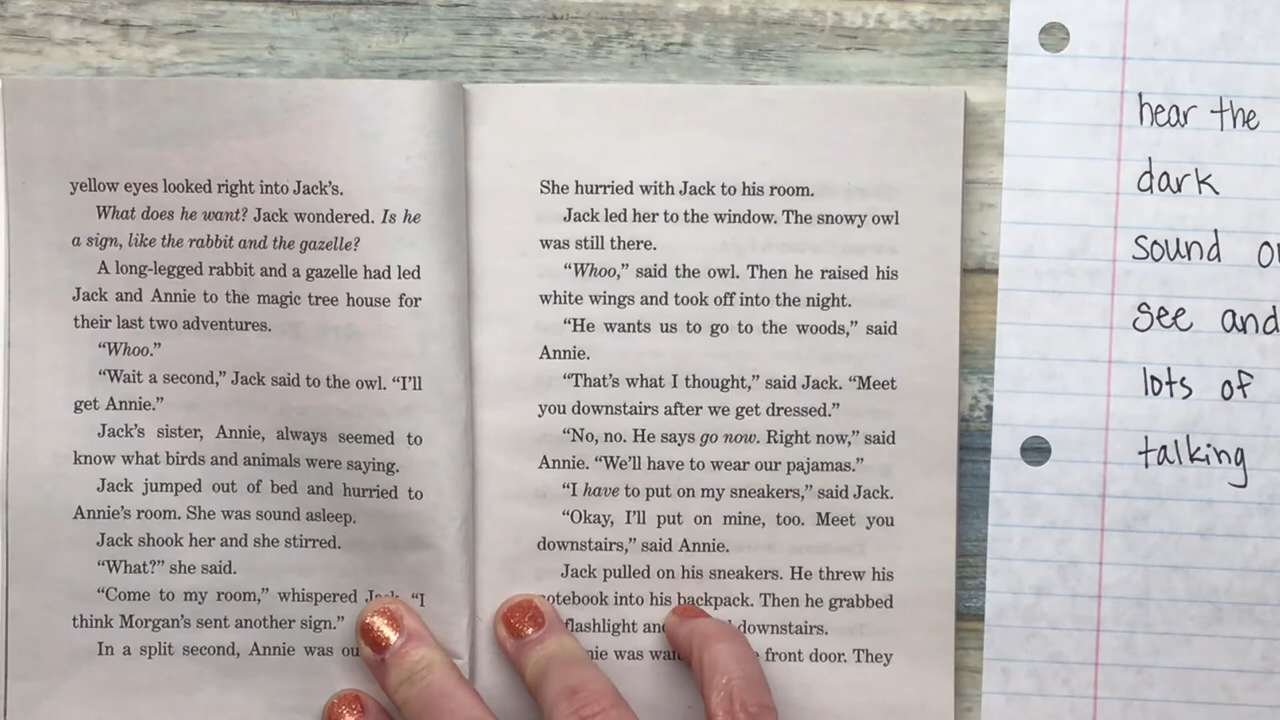 yellow eyes looked right into Jack's.
What does he want? Jack wondered. Is he
a sign, like the rabbit and the gazelle?
A long-legged rabbit and a gazelle had led
Jack and Annie to the magic tree house for
their last two adventures.
“Whoo.”
“Wait a second,” Jack said to the owl. “I'll
get Annie.”
Jack's sister, Annie, always seemed to
know what birds and animals were saying.
Jack jumped out of bed and hurried to
Annie's room. She was sound asleep.
Jack shook her and she stirred.
“What?” she said.
“Come to my room,” whispered Jack. “I
think Morgan's sent another sign.”
In a split second, Annie was
She hurried with Jack to his room.
Jack led her to the window. The snowy owl
was still there.
“Whoo,” said the owl. Then he raised his
white wings and took off into the night.
“He wants us to go to the woods,” said
Annie.
“That's what I thought,” said Jack. “Meet
you downstairs after we get dressed.”
“No, no. He says go now. Right now,” said
Annie. “We'll have to wear our pajamas.”
“I have to put on my sneakers,” said Jack.
“Okay, I'll put on mine, too. Meet you
downstairs,” said Annie.
Jack pulled on his sneakers. He threw his
notebook into his backpack. Then he grabbed
flashlight downstairs.
was front door. They
hear the
dark
sound
see and
lots of
talking